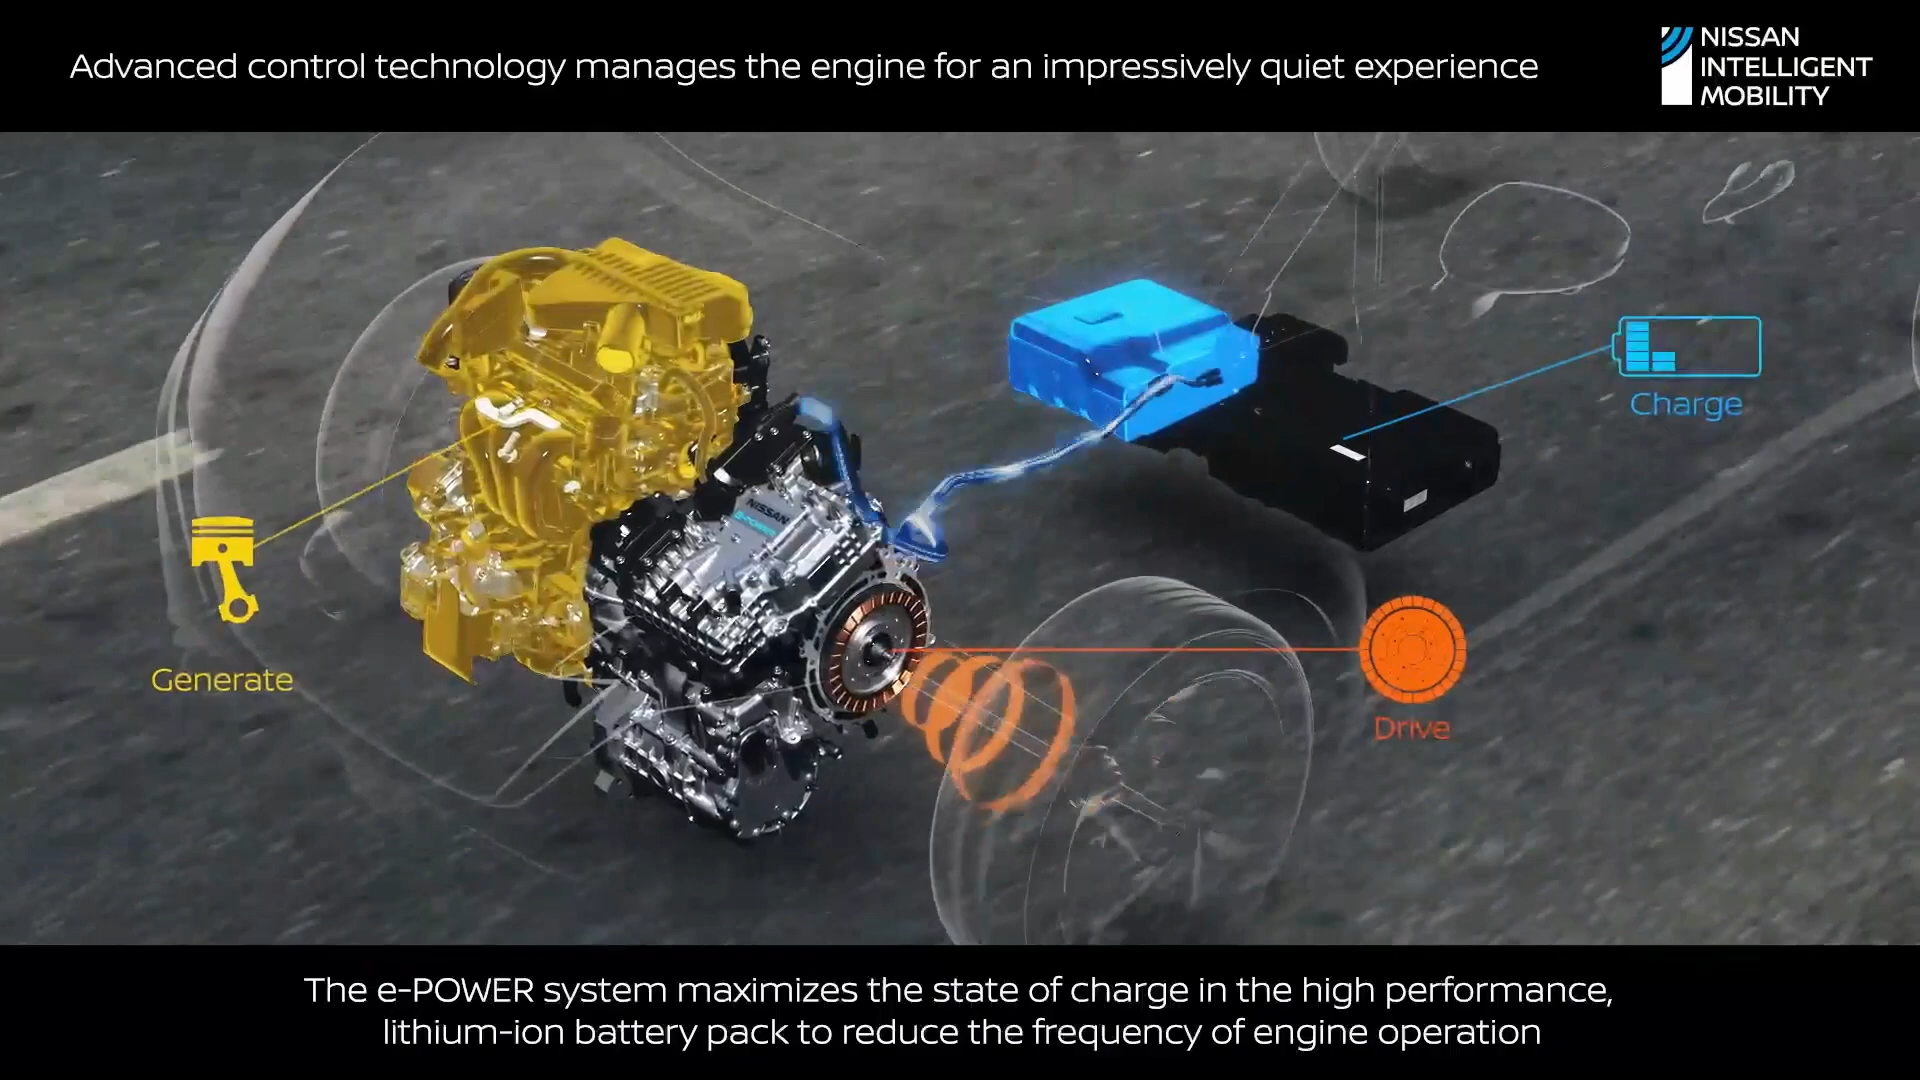 Advanced control technology manages the engine for an impressively quiet experience
NISSAN
INTELLIGENT
MOBILITY
Charge
NISSAN
e-POWER
Generate
Drive
The e-POWER system maximizes the state of charge in the high performance,
lithium-ion battery pack to reduce the frequency of engine operation